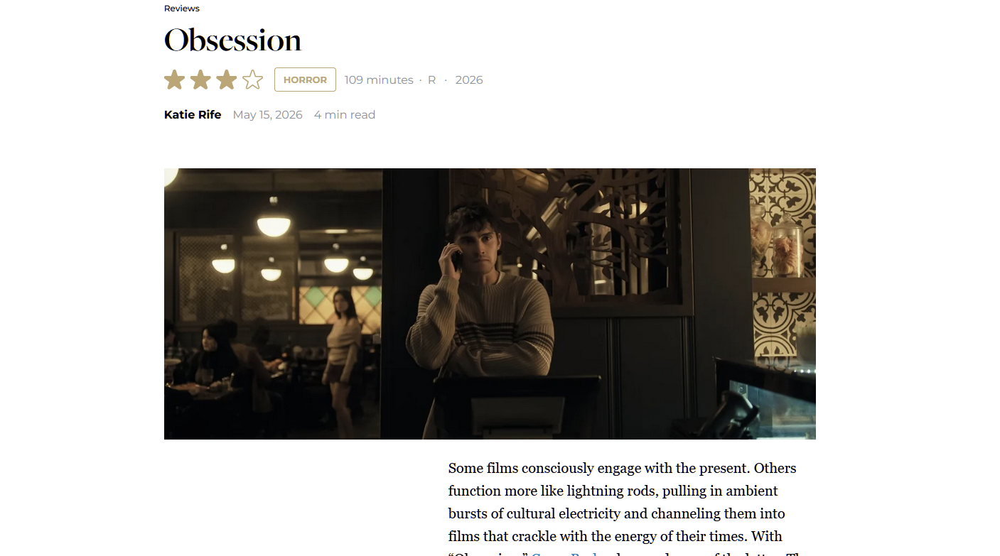 Reviews
Obsession
HORROR 109 minutes · R · 2026
Katie Rife May 15, 2026 4 min read
Some films consciously engage with the present. Others
function more like lightning rods, pulling in ambient
bursts of cultural electricity and channeling them into
films that crackle with the energy of their times. With